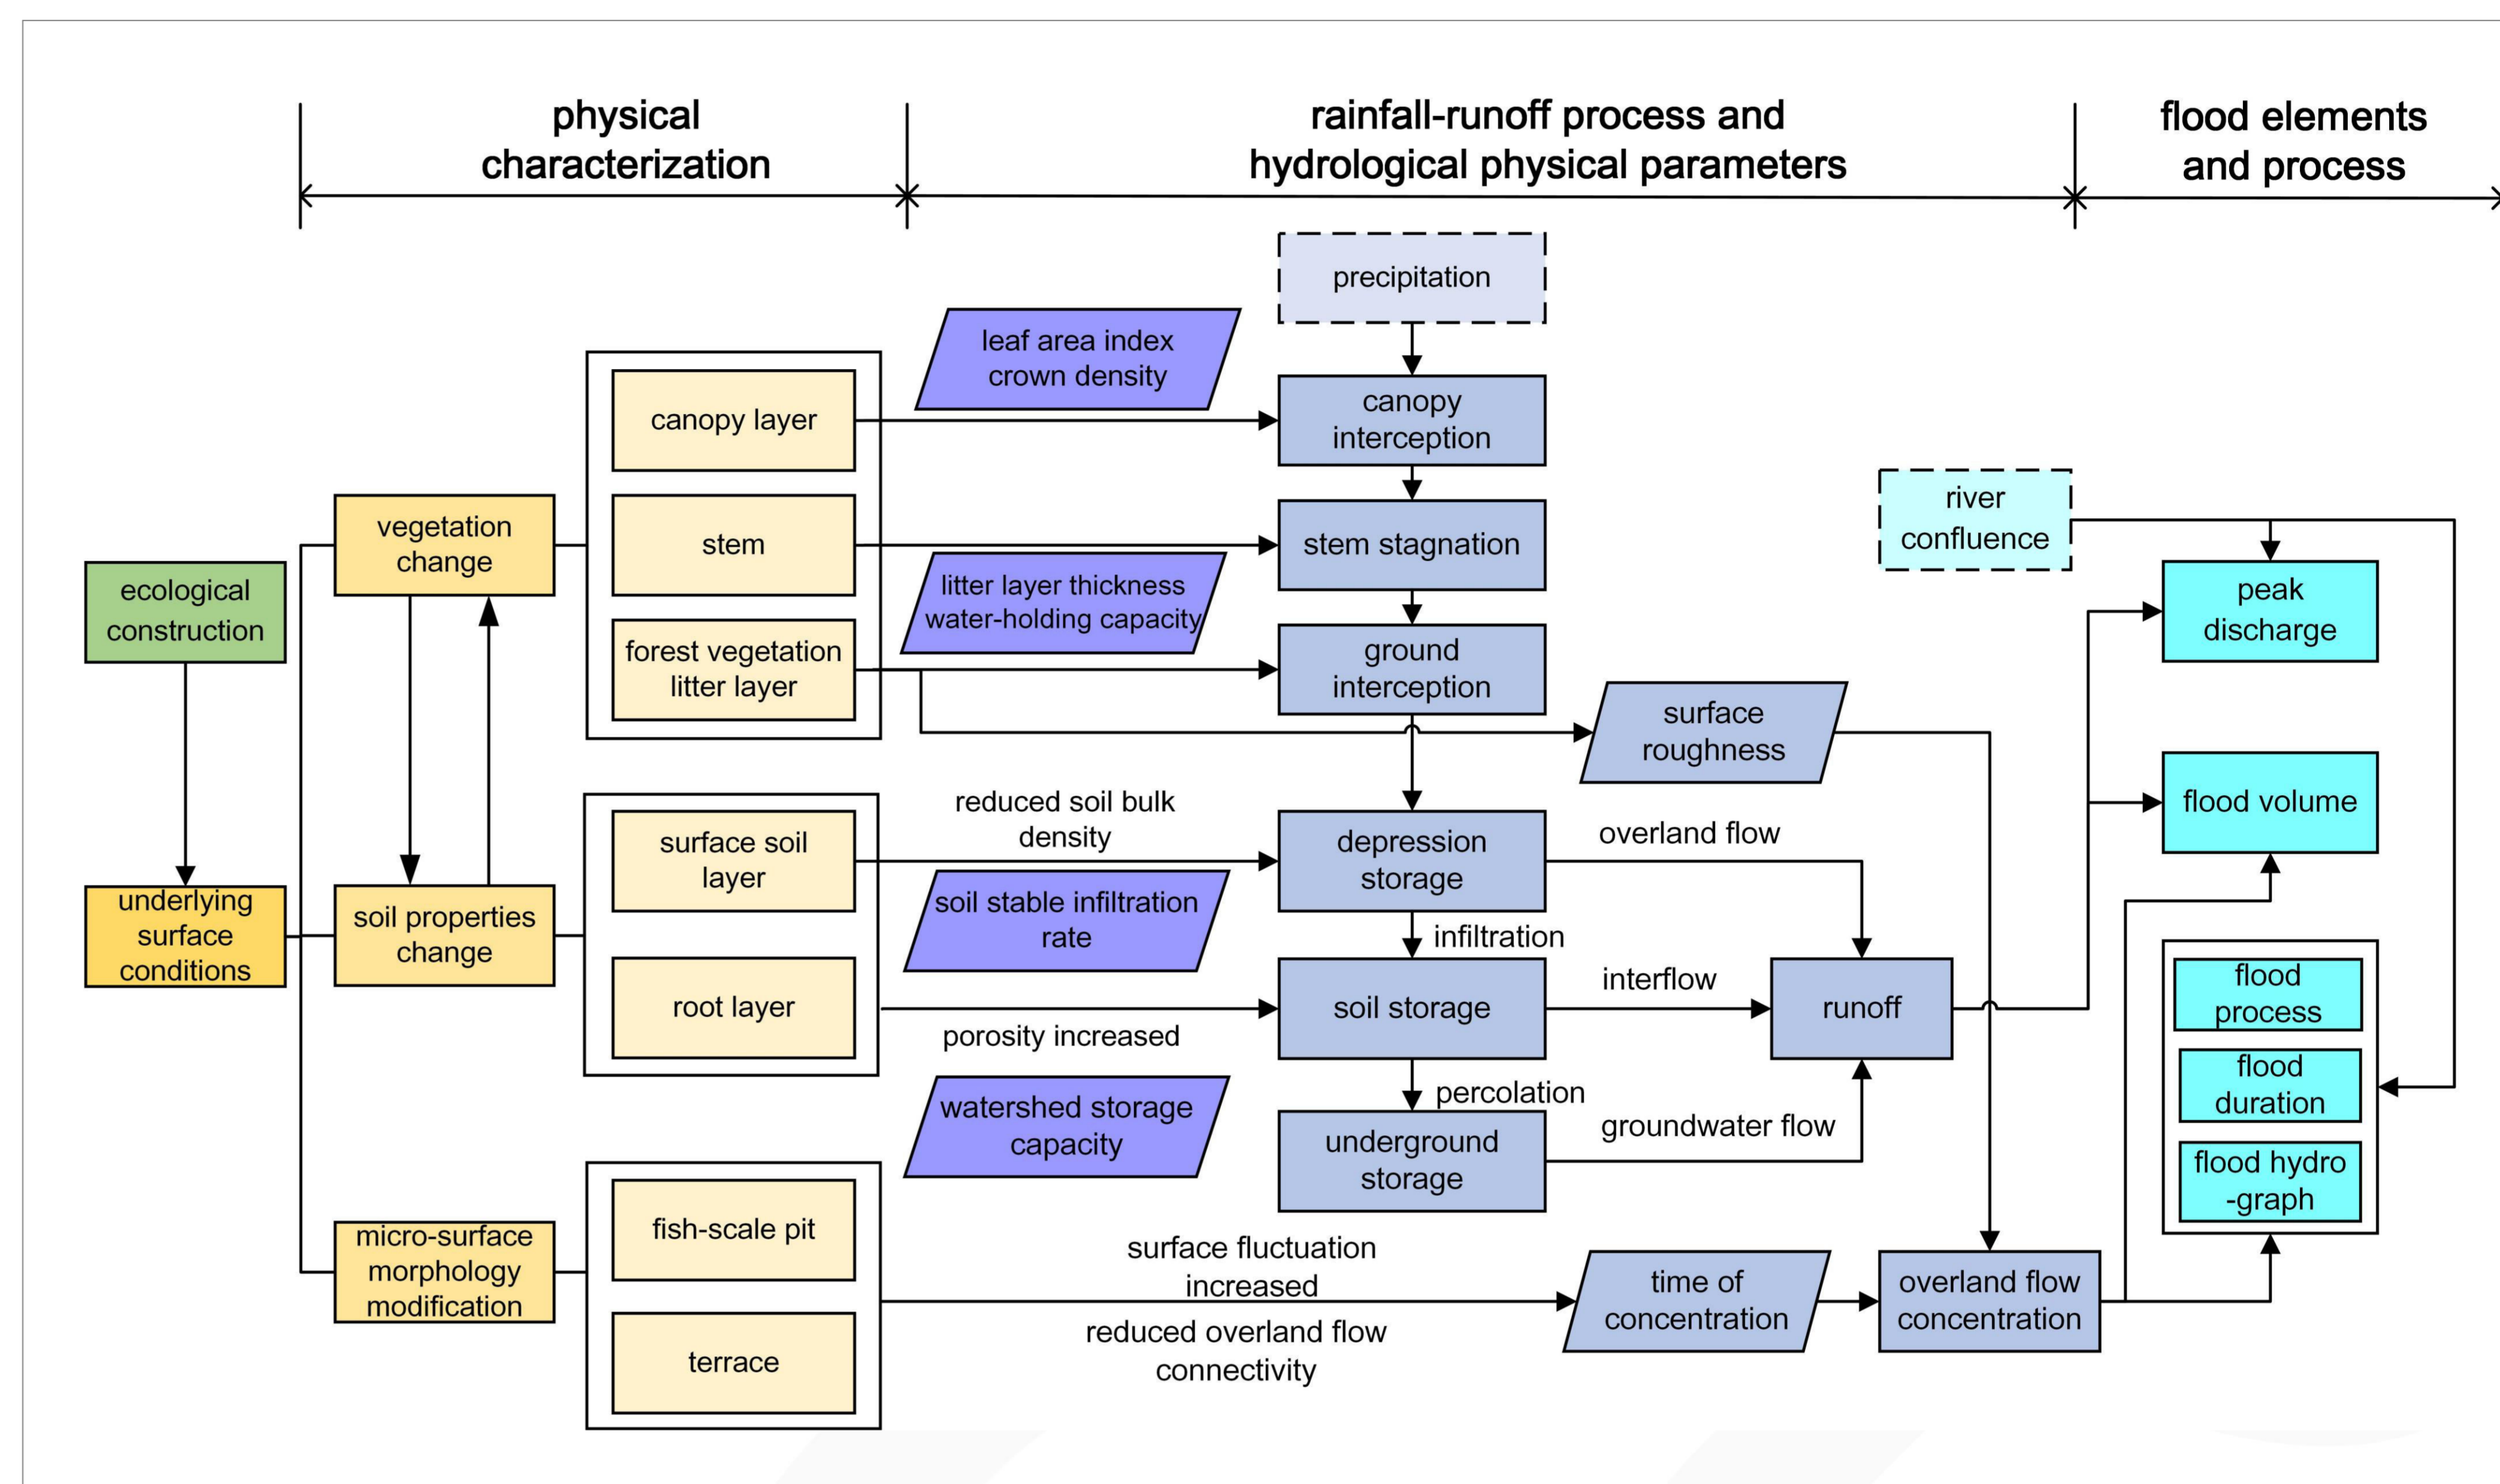 physical
characterization
rainfall-runoff process and
hydrological physical parameters
flood elements
and process
precipitation
leaf area index
crown density
canopy layer
canopy
interception
vegetation
change
stem
stem stagnation
river
confluence
ecological
construction
litter layer thickness
water-holding capacity
peak
discharge
forest vegetation
litter layer
ground
interception
surface
roughness
flood volume
reduced soil bulk
density
surface soil
layer
depression
storage
overland flow
underlying
surface
conditions
soil properties
change
soil stable infiltration
rate
infiltration
interflow
root layer
soil storage
runoff
flood
process
porosity increased
percolation
flood
duration
watershed storage
capacity
underground
storage
groundwater flow
flood hydro
-graph
micro-surface
morphology
modification
fish-scale pit
surface fluctuation
increased
time of
concentration
overland flow
concentration
terrace
reduced overland flow
connectivity